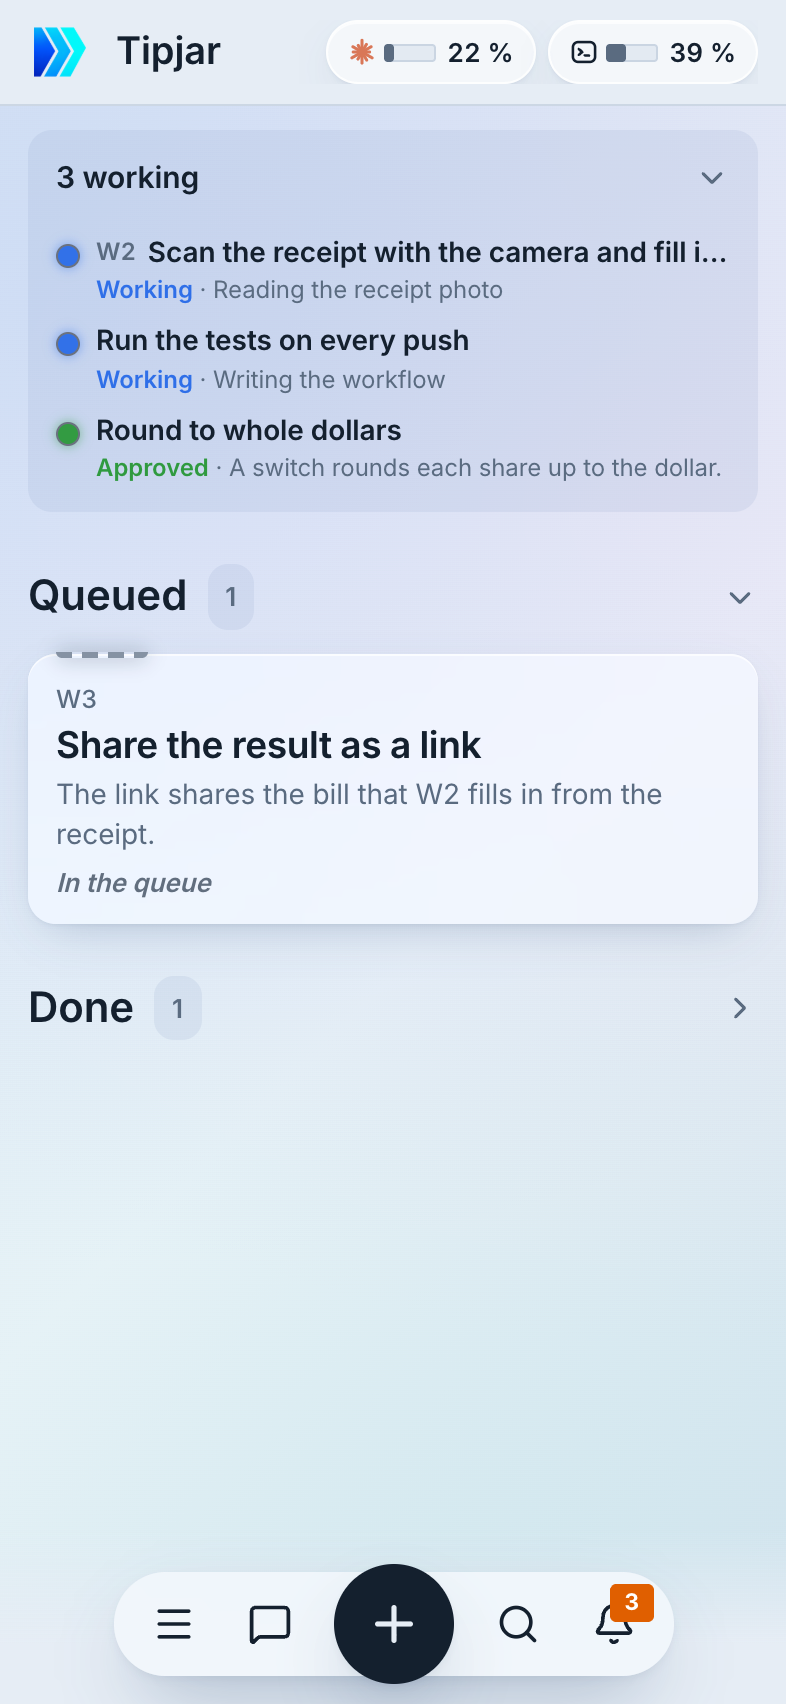 Tipjar
22 %
39 %
3 working
W2 Scan the receipt with the camera and fill i…
Working · Reading the receipt photo
Run the tests on every push
Working · Writing the workflow
Round to whole dollars
Approved · A switch rounds each share up to the dollar.
Queued 1
W3
Share the result as a link
The link shares the bill that W2 fills in from the
receipt.
In the queue
Done 1
3